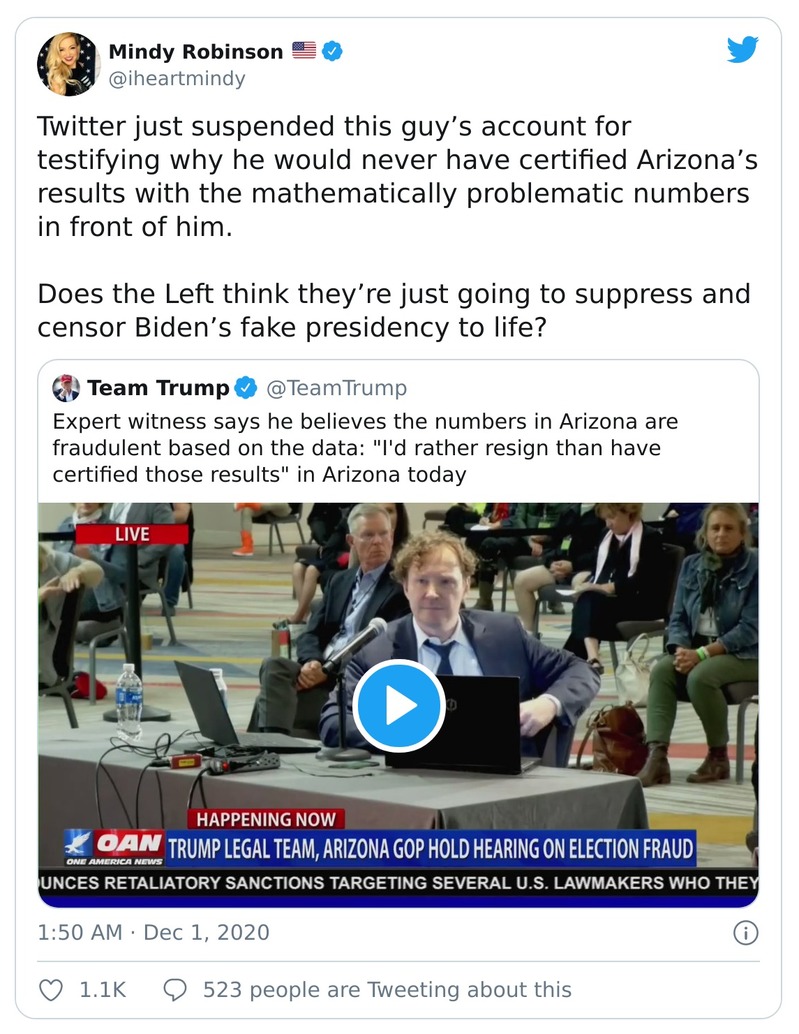 Mindy Robinson 🇺🇸
@iheartmindy
Twitter just suspended this guy’s account for
testifying why he would never have certified Arizona’s
results with the mathematically problematic numbers
in front of him.
Does the Left think they’re just going to suppress and
censor Biden’s fake presidency to life?
Team Trump @TeamTrump
Expert witness says he believes the numbers in Arizona are
fraudulent based on the data: "I'd rather resign than have
certified those results" in Arizona today
LIVE
HAPPENING NOW
OAN
ONE AMERICA NEWS
TRUMP LEGAL TEAM, ARIZONA GOP HOLD HEARING ON ELECTION FRAUD
UNCES RETALIATORY SANCTIONS TARGETING SEVERAL U.S. LAWMAKERS WHO THEY
1:50 AM · Dec 1, 2020
1.1K 523 people are Tweeting about this